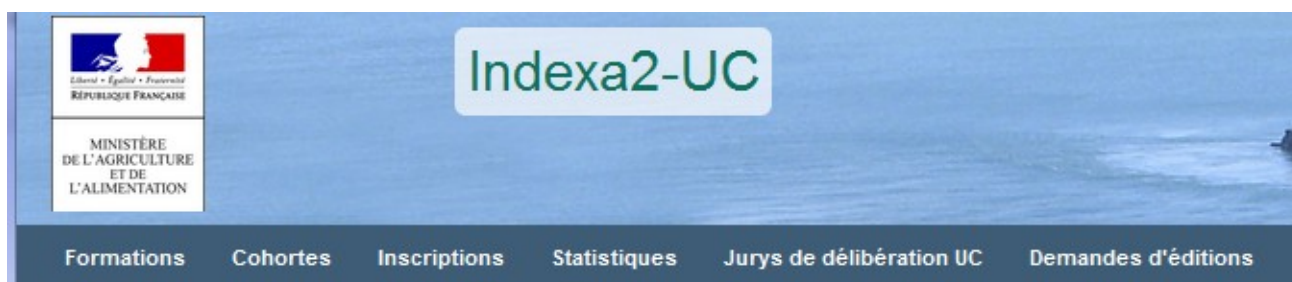 Indexa2-UC
Liberté • Égalité • Fraternité
RÉPUBLIQUE FRANÇAISE
MINISTÈRE
DE L'AGRICULTURE
ET DE
L'ALIMENTATION
Formations Cohortes Inscriptions Statistiques Jurys de délibération UC Demandes d'éditions